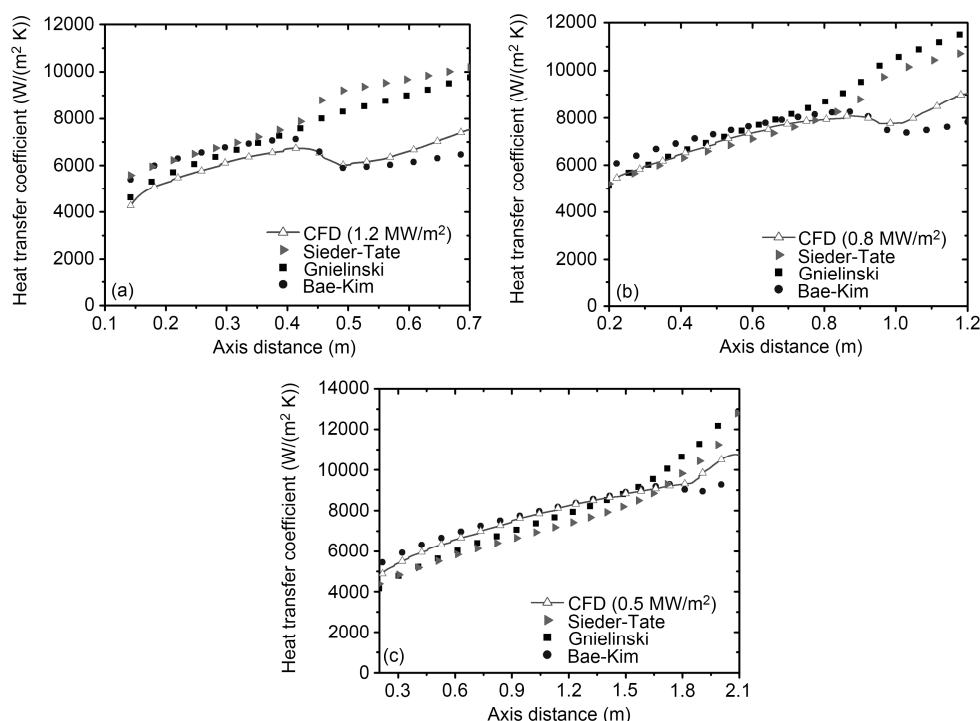 12000
10000
8000
6000
4000
2000
0
Heat transfer coefficient (W/(m² K))
(a)
CFD (1.2 MW/m²)
Sieder-Tate
Gnielinski
Bae-Kim
0.1 0.2 0.3 0.4 0.5 0.6 0.7
Axis distance (m)
12000
10000
8000
6000
4000
2000
0
Heat transfer coefficient (W/(m² K))
(b)
CFD (0.8 MW/m²)
Sieder-Tate
Gnielinski
Bae-Kim
0.2 0.4 0.6 0.8 1.0 1.2
Axis distance (m)
14000
12000
10000
8000
6000
4000
2000
0
Heat transfer coefficient (W/(m² K))
(c)
CFD (0.5 MW/m²)
Sieder-Tate
Gnielinski
Bae-Kim
0.3 0.6 0.9 1.2 1.5 1.8 2.1
Axis distance (m)